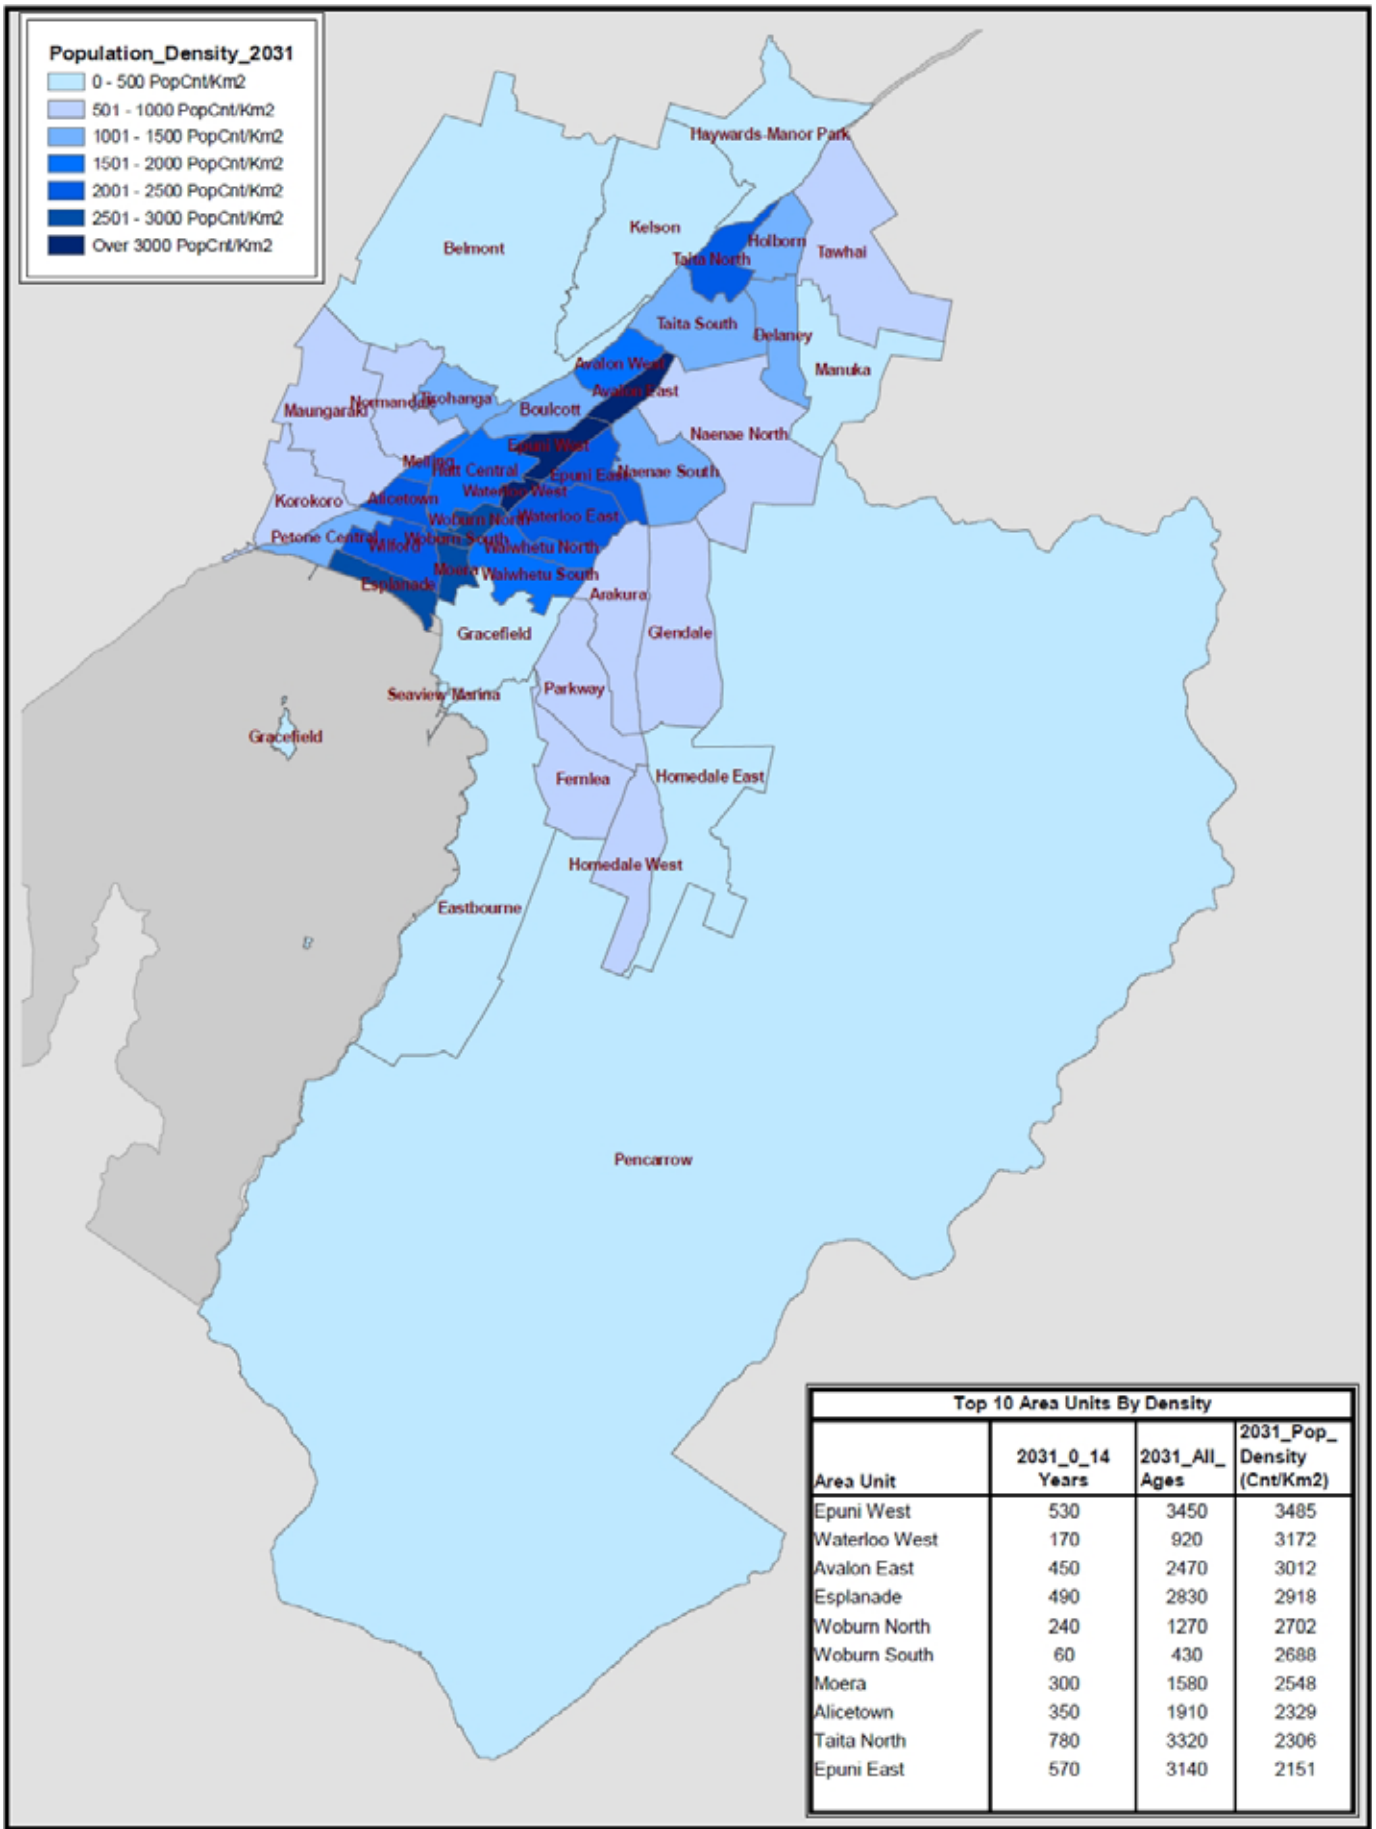 Population_Density_2031
0 - 500 PopCnt/Km2
501 - 1000 PopCnt/Km2
1001 - 1500 PopCnt/Km2
1501 - 2000 PopCnt/Km2
2001 - 2500 PopCnt/Km2
2501 - 3000 PopCnt/Km2
Over 3000 PopCnt/Km2
Haywards-Manor Park
Kelson
Belmont
Holborn
Tawhai
Taita North
Taita South
Delaney
Manuka
Avalon West
Avalon East
Tirohanga
Normandale
Maungaraki
Boulcott
Naenae North
Epuni West
Melling
Hutt Central
Epuni East
Naenae South
Waterloo West
Alicetown
Korokoro
Woburn North
Waterloo East
Petone Central
Woburn South
Wilford
Waiwhetu North
Moera
Waiwhetu South
Esplanade
Arakura
Gracefield
Glendale
Seaview Marina
Parkway
Gracefield
Fernlea
Homedale East
Homedale West
Eastbourne
Pencarrow
Top 10 Area Units By Density
Area Unit 2031_0_14 Years 2031_All_ Ages 2031_Pop_ Density (Cnt/Km2)
Epuni West 530 3450 3485
Waterloo West 170 920 3172
Avalon East 450 2470 3012
Esplanade 490 2830 2918
Woburn North 240 1270 2702
Woburn South 60 430 2688
Moera 300 1580 2548
Alicetown 350 1910 2329
Taita North 780 3320 2306
Epuni East 570 3140 2151